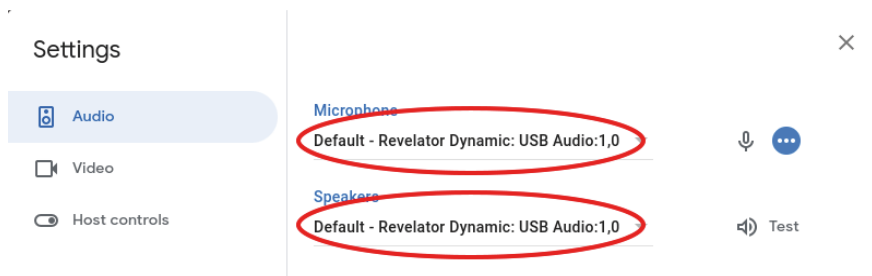 Settings
Audio
Video
Host controls
Microphone
Default - Revelator Dynamic: USB Audio:1,0
Speakers
Default - Revelator Dynamic: USB Audio:1,0
Test